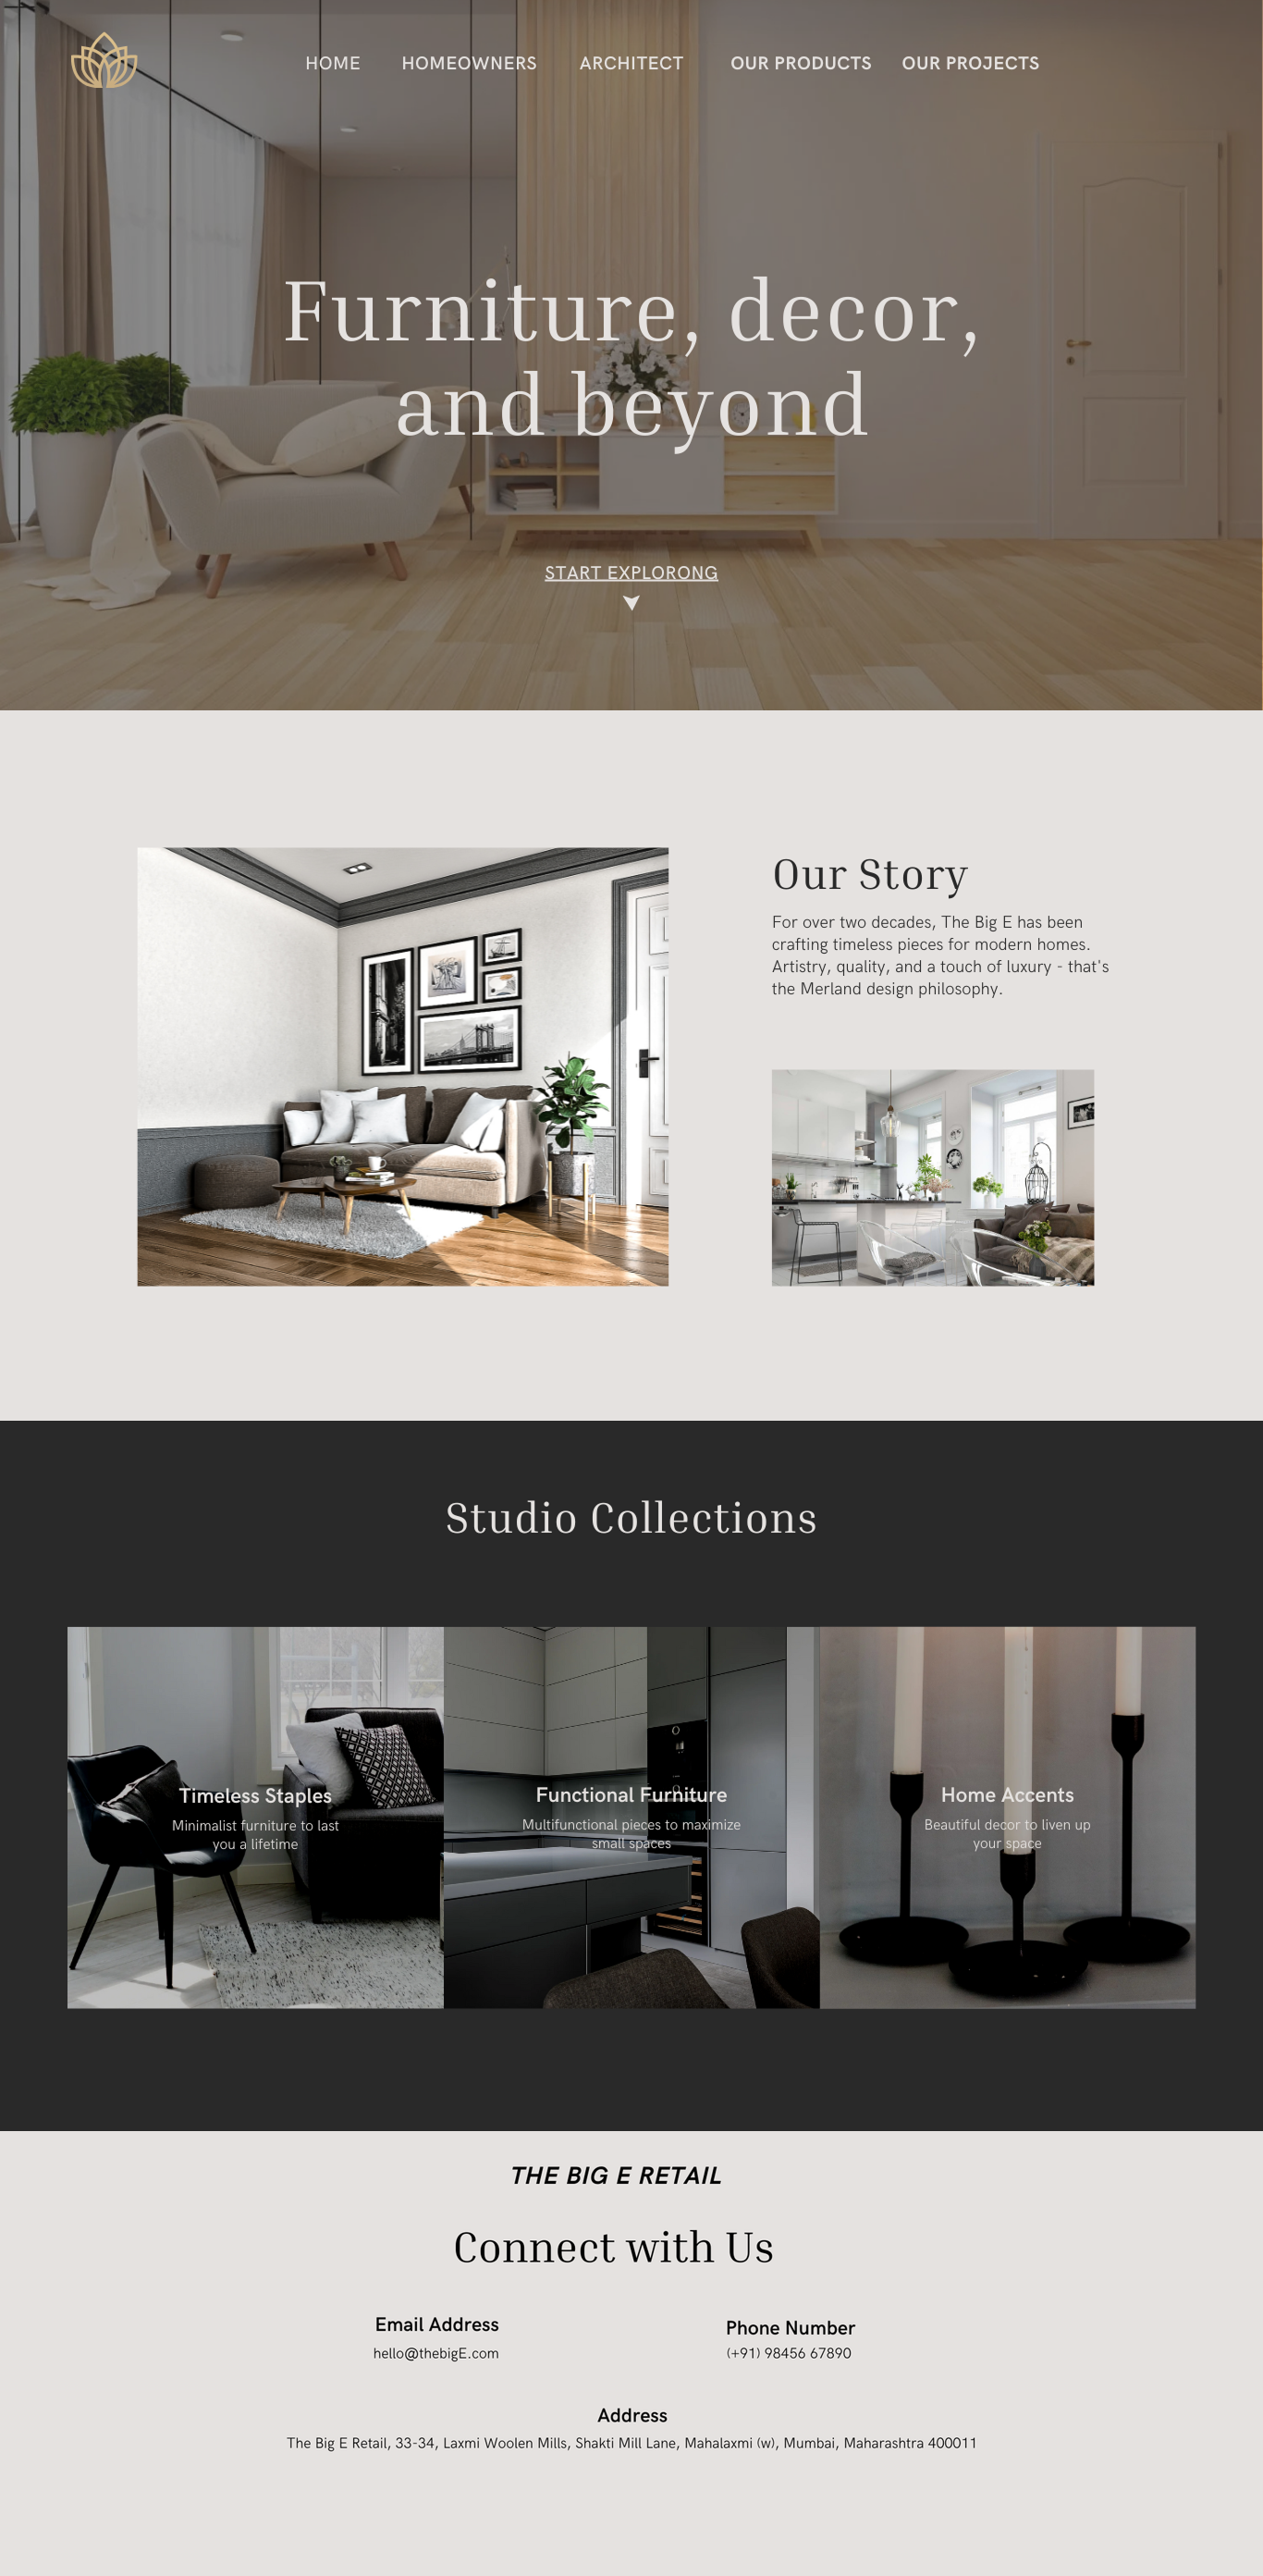 HOME HOMEOWNERS ARCHITECT OUR PRODUCTS OUR PROJECTS
Furniture, decor,
and beyond
START EXPLORONG
Our Story
For over two decades, The Big E has been
crafting timeless pieces for modern homes.
Artistry, quality, and a touch of luxury - that's
the Merland design philosophy.
Studio Collections
Timeless Staples
Minimalist furniture to last
you a lifetime
Functional Furniture
Multifunctional pieces to maximize
small spaces
Home Accents
Beautiful decor to liven up
your space
THE BIG E RETAIL
Connect with Us
Email Address
hello@thebigE.com
Phone Number
(+91) 98456 67890
Address
The Big E Retail, 33-34, Laxmi Woolen Mills, Shakti Mill Lane, Mahalaxmi (w), Mumbai, Maharashtra 400011